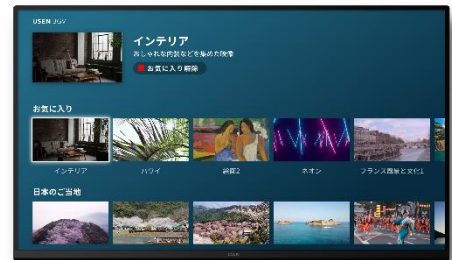 USEN
インテリア
おしゃれな内装などを集めた映像
お気に入り解除
お気に入り
インテリア
ハワイ
絵画2
ネオン
フランス風景と文化1
日本のご当地
USEN